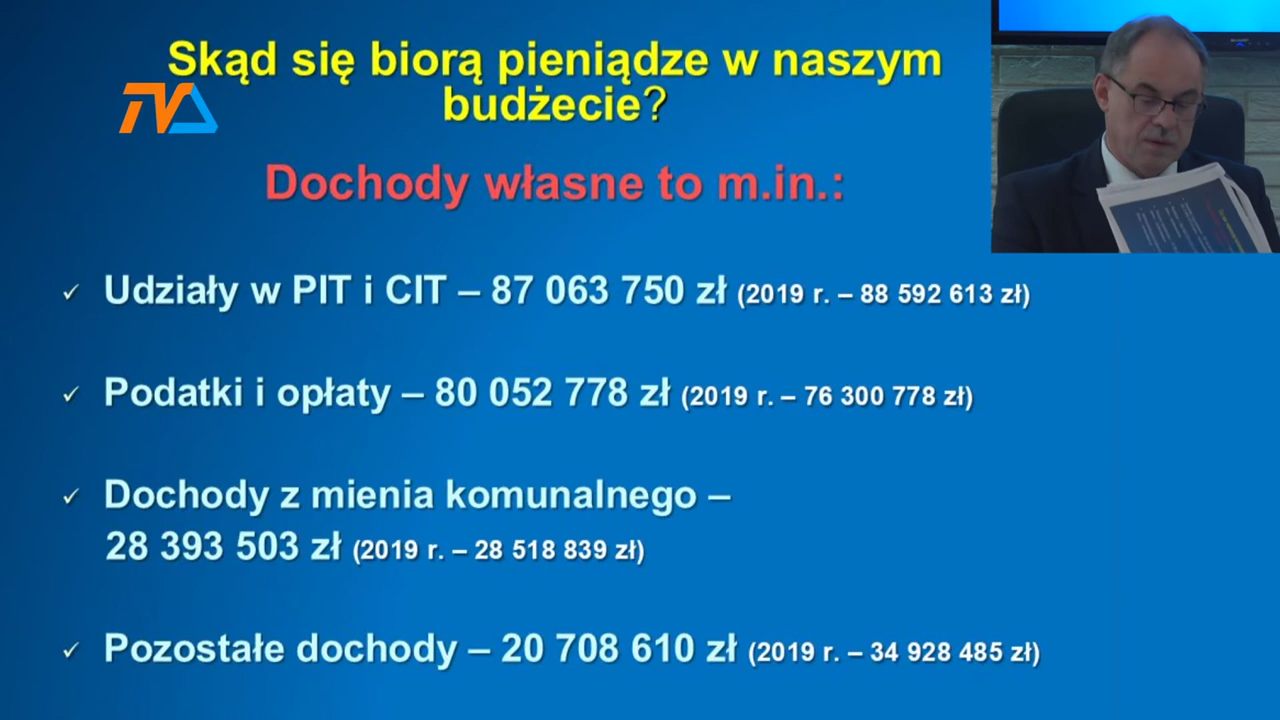 Skąd się biorą pieniądze w naszym
budżecie?
TVA
Dochody własne to m.in.:
✓ Udziały w PIT i CIT – 87 063 750 zł (2019 r. – 88 592 613 zł)
✓ Podatki i opłaty – 80 052 778 zł (2019 r. – 76 300 778 zł)
✓ Dochody z mienia komunalnego –
28 393 503 zł (2019 r. – 28 518 839 zł)
✓ Pozostałe dochody – 20 708 610 zł (2019 r. – 34 928 485 zł)